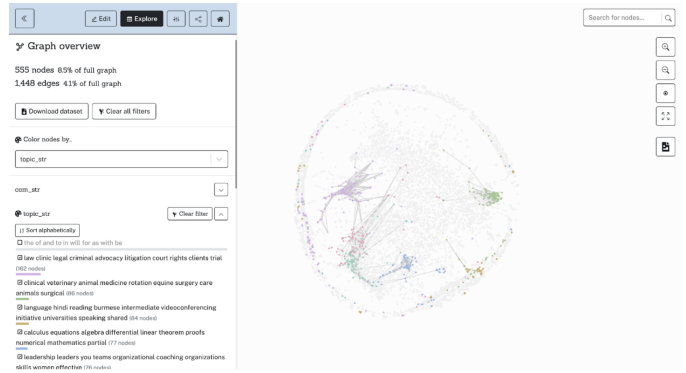 Edit
Explore
Search for nodes...
Graph overview
555 nodes 8.5% of full graph
1,448 edges 4.1% of full graph
Download dataset
Clear all filters
Color nodes by..
topic_str
com_str
topic_str
Clear filter
Sort alphabetically
the of and to in will for as with be
law clinic legal criminal advocacy litigation court rights clients trial
(162 nodes)
clinical veterinary animal medicine rotation equine surgery care
animals surgical (86 nodes)
language hindi reading burmese intermediate videoconferencing
initiative universities speaking shared (84 nodes)
calculus equations algebra differential linear theorem proofs
numerical mathematics partial (77 nodes)
leadership leaders you teams organizational coaching organizations
skills women effective (76 nodes)